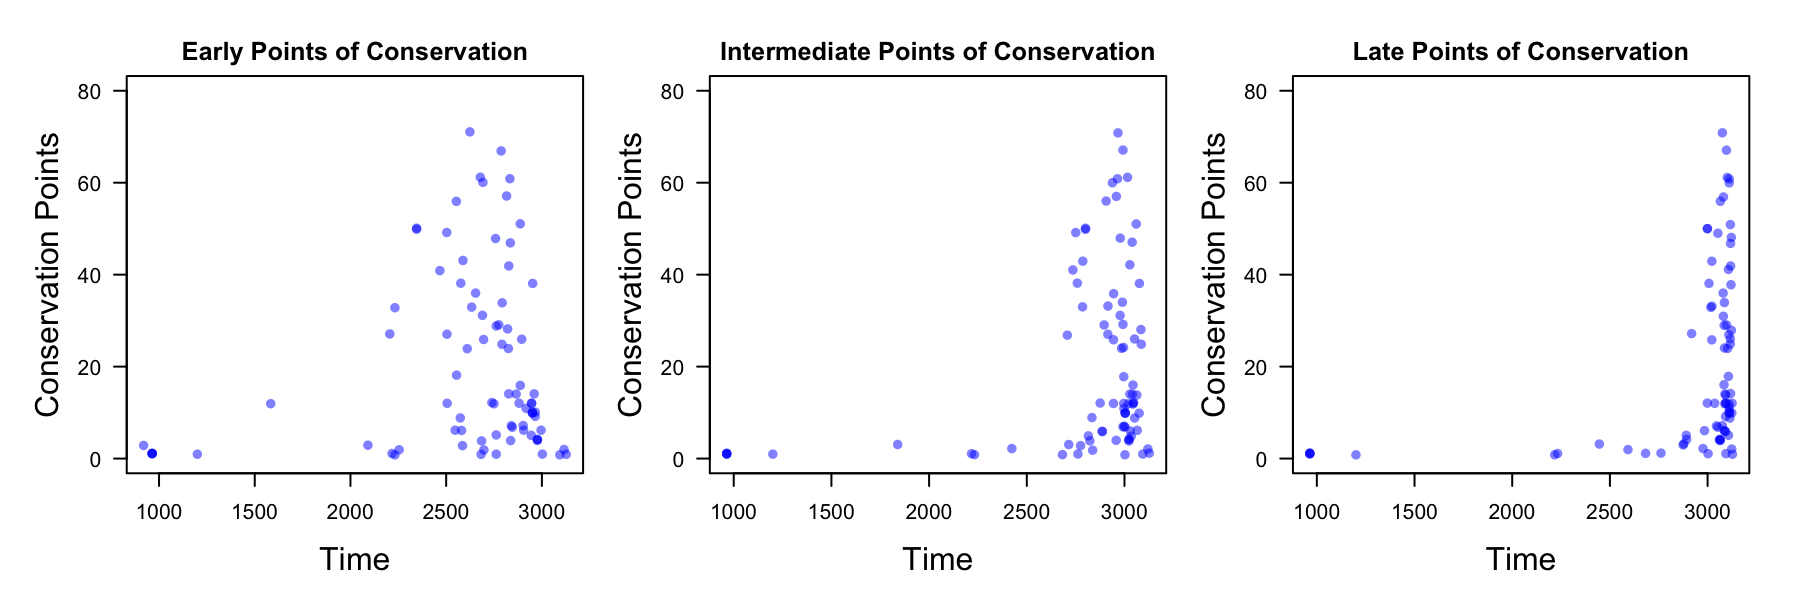 Early Points of Conservation
Conservation Points
80
60
40
20
0
1000 1500 2000 2500 3000
Time
Intermediate Points of Conservation
Conservation Points
80
60
40
20
0
1000 1500 2000 2500 3000
Time
Late Points of Conservation
Conservation Points
80
60
40
20
0
1000 1500 2000 2500 3000
Time